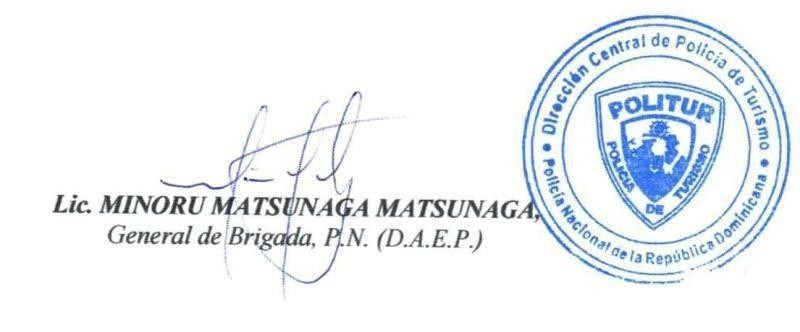 Lic. MINORU MATSUNAGA MATSUNAGA,
General de Brigada, P.N. (D.A.E.P.)
Dirección Central de Policía de Turismo
POLITUR
POLICIA DE TURISMO
Policía Nacional de la República Dominicana